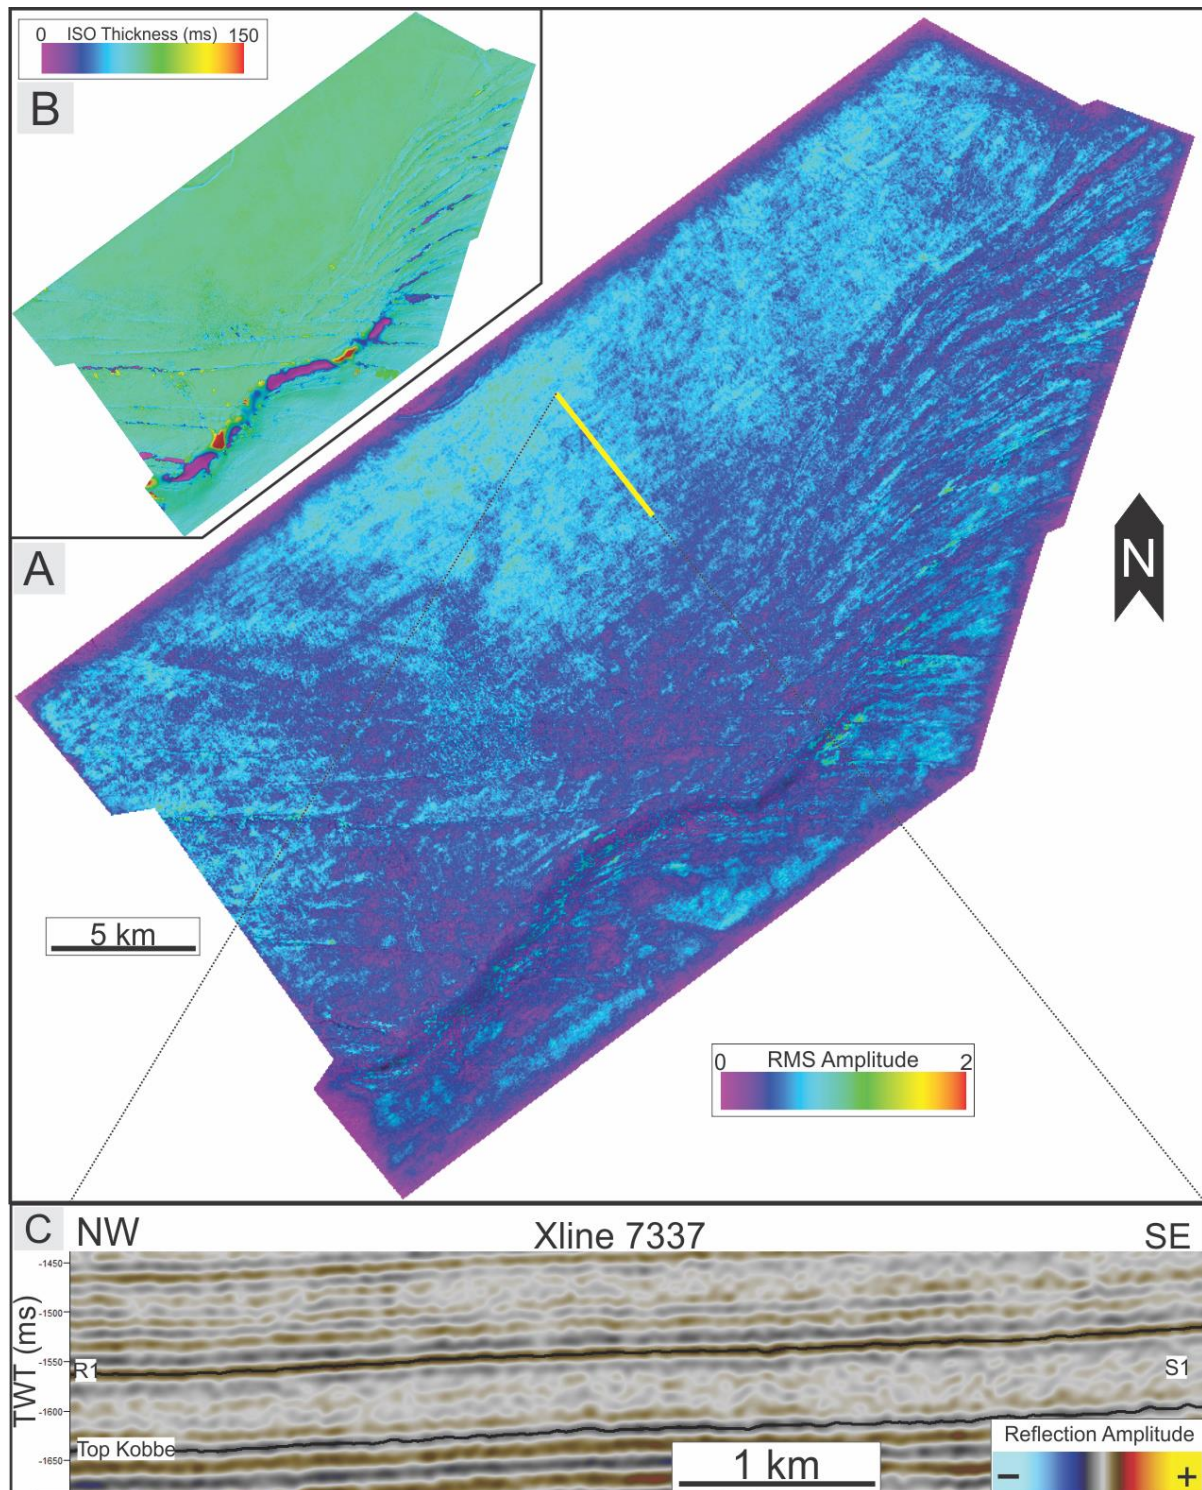 0 ISO Thickness (ms) 150
B
A
N
5 km
0 RMS Amplitude 2
C NW Xline 7337 SE
TWT (ms)
-1450
-1500
-1550
R1
S1
-1600
Top Kobbe
-1650
1 km
Reflection Amplitude
– +